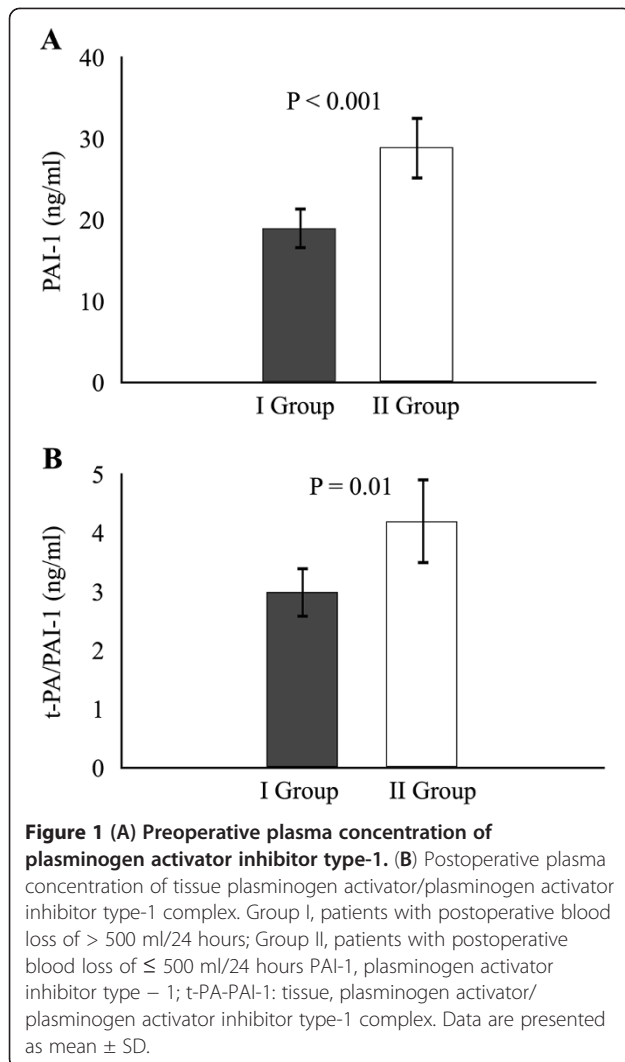 A
40
P < 0.001
30
20
10
0
PAI-1 (ng/ml)
I Group II Group
B
5
P = 0.01
4
3
2
1
0
t-PA/PAI-1 (ng/ml)
I Group II Group
Figure 1 (A) Preoperative plasma concentration of
plasminogen activator inhibitor type-1. (B) Postoperative plasma
concentration of tissue plasminogen activator/plasminogen activator
inhibitor type-1 complex. Group I, patients with postoperative blood
loss of > 500 ml/24 hours; Group II, patients with postoperative
blood loss of ≤ 500 ml/24 hours PAI-1, plasminogen activator
inhibitor type − 1; t-PA-PAI-1: tissue, plasminogen activator/
plasminogen activator inhibitor type-1 complex. Data are presented
as mean ± SD.